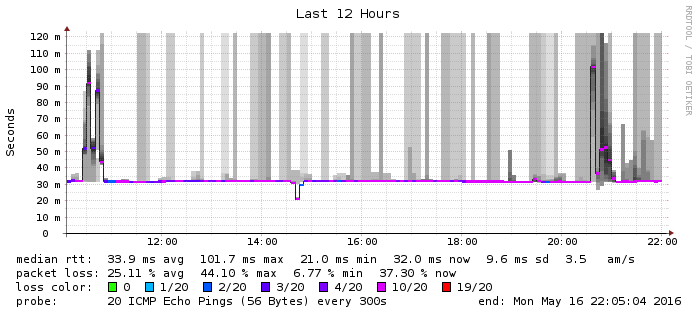 Last 12 Hours
RRDTOOL / TOBI OETIKER
Seconds
120 m
110 m
100 m
90 m
80 m
70 m
60 m
50 m
40 m
30 m
20 m
10 m
0
12:00 14:00 16:00 18:00 20:00 22:00
median rtt: 33.9 ms avg 101.7 ms max 21.0 ms min 32.0 ms now 9.6 ms sd 3.5 am/s
packet loss: 25.11 % avg 44.10 % max 6.77 % min 37.30 % now
loss color: 0 1/20 2/20 3/20 4/20 10/20 19/20
probe: 20 ICMP Echo Pings (56 Bytes) every 300s end: Mon May 16 22:05:04 2016